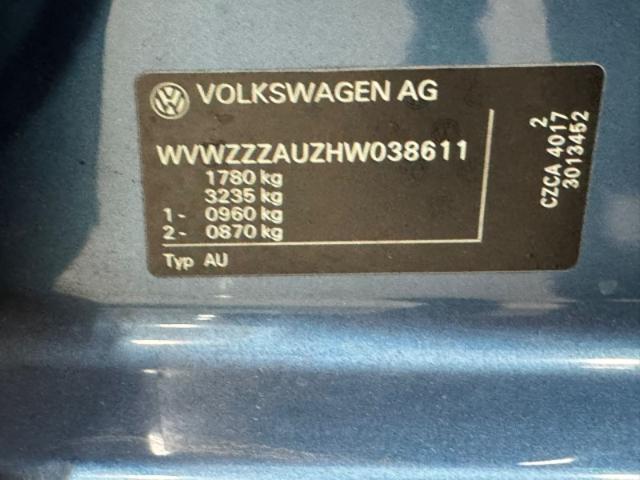 VOLKSWAGEN AG
WVWZZZAUZHW038611
1780 kg
3235 kg
1- 0960 kg
2- 0870 kg
Typ AU
2
CZCA 4017
3013452